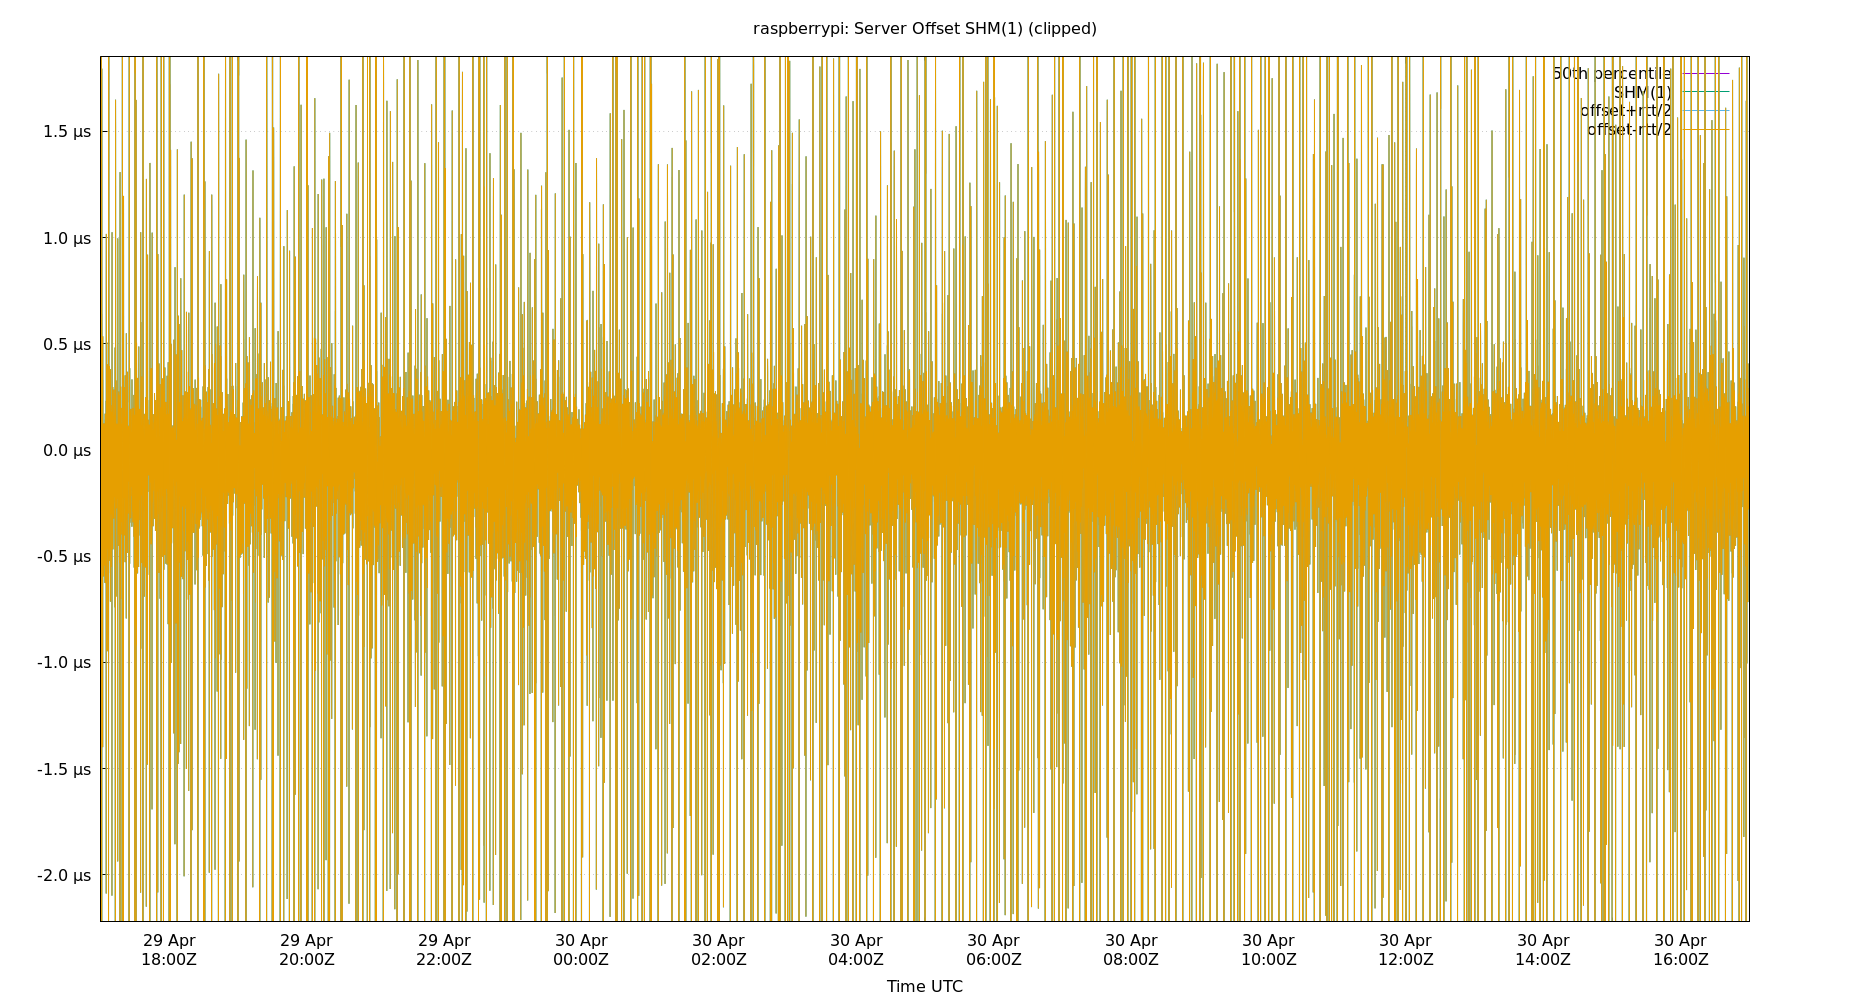 raspberrypi: Server Offset SHM(1) (clipped)
50th percentile
SHM(1)
offset+rtt/2
offset-rtt/2
1.5 µs
1.0 µs
0.5 µs
0.0 µs
-0.5 µs
-1.0 µs
-1.5 µs
-2.0 µs
29 Apr 29 Apr 29 Apr 30 Apr 30 Apr 30 Apr 30 Apr 30 Apr 30 Apr 30 Apr 30 Apr 30 Apr
18:00Z 20:00Z 22:00Z 00:00Z 02:00Z 04:00Z 06:00Z 08:00Z 10:00Z 12:00Z 14:00Z 16:00Z
Time UTC